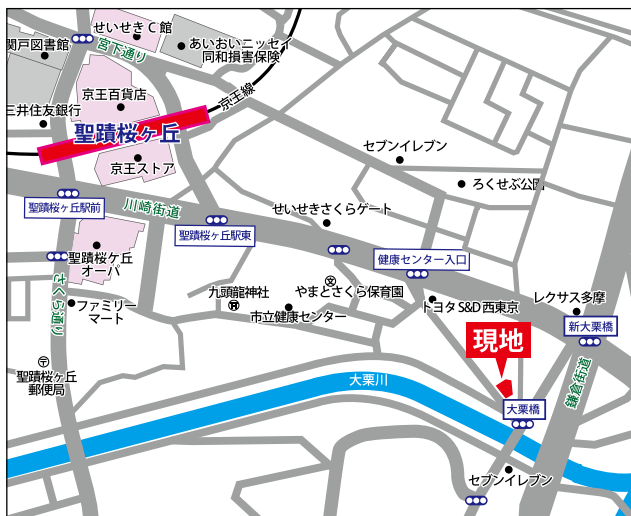 せいせきC館
関戸図書館
宮下通り
あいおいニッセイ
同和損害保険
京王百貨店
京王線
三井住友銀行
聖蹟桜ヶ丘
京王ストア
セブンイレブン
ろくせぶ公園
聖蹟桜ヶ丘駅前
川崎街道
せいせきさくらゲート
聖蹟桜ヶ丘駅東
健康センター入口
聖蹟桜ケ丘
オーパ
さくら通り
九頭龍神社
やまとさくら保育園
ファミリー
マート
市立健康センター
トヨタS&D西東京
レクサス多摩
新大栗橋
現地
聖蹟桜ヶ丘
郵便局
大栗川
鎌倉街道
大栗橋
セブンイレブン